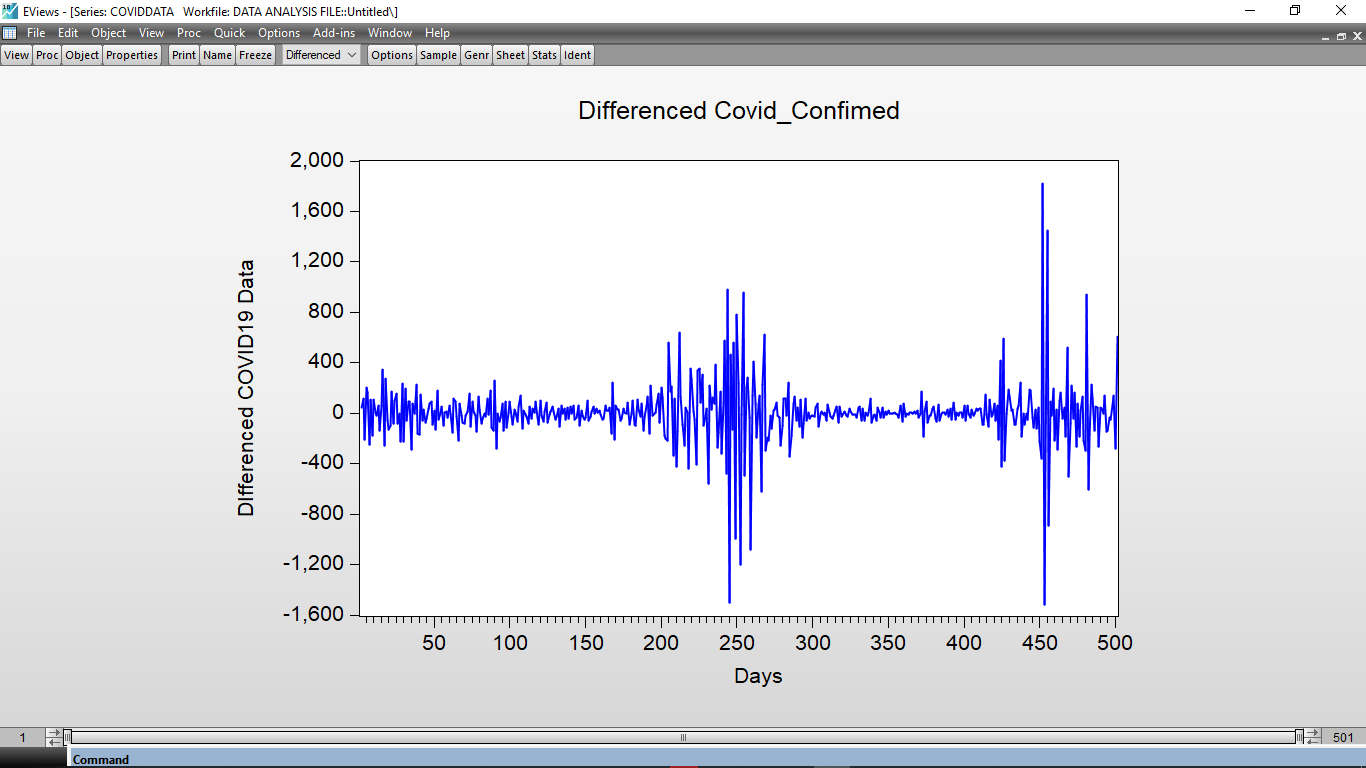 EViews - [Series: COVIDDATA Workfile: DATA ANALYSIS FILE::Untitled\]
File Edit Object View Proc Quick Options Add-ins Window Help
View Proc Object Properties Print Name Freeze Differenced Options Sample Genr Sheet Stats Ident
Differenced Covid_Confimed
2,000
1,600
1,200
800
400
0
-400
-800
-1,200
-1,600
DIfferenced COVID19 Data
50 100 150 200 250 300 350 400 450 500
Days
1 501
Command